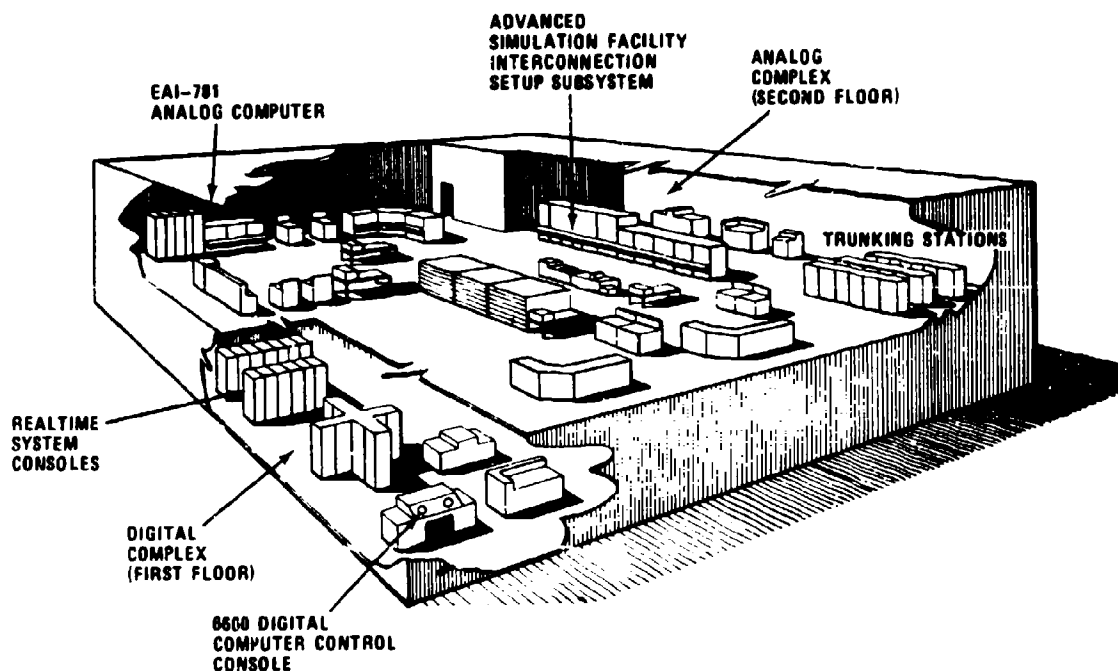 ADVANCED
SIMULATION FACILITY
INTERCONNECTION
SETUP SUBSYSTEM
ANALOG
COMPLEX
(SECOND FLOOR)
EAI-781
ANALOG COMPUTER
TRUNKING STATIONS
REALTIME
SYSTEM
CONSOLES
DIGITAL
COMPLEX
(FIRST FLOOR)
6600 DIGITAL
COMPUTER CONTROL
CONSOLE